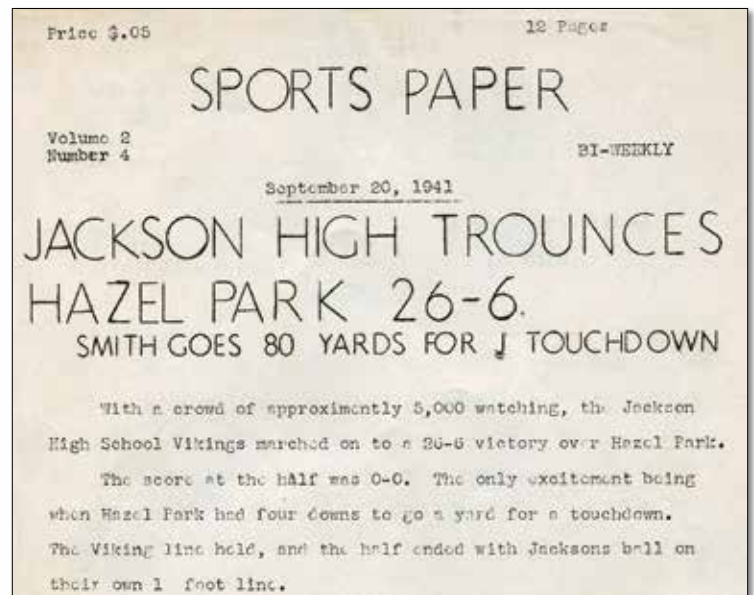 Price $.05
12 Pages
SPORTS PAPER
Volume 2
Number 4
BI-WEEKLY
September 20, 1941
JACKSON HIGH TROUNCES
HAZEL PARK 26-6.
SMITH GOES 80 YARDS FOR J TOUCHDOWN
With a crowd of approximently 5,000 watching, the Jackson
High School Vikings marched on to a 26-6 victory over Hazel Park.
The score at the hAlf was 0-0. The only excitement being
when Hazel Park had four downs to go a yard for a touchdown.
The Viking line held, and the half ended with Jacksons ball on
their own 1 foot line.